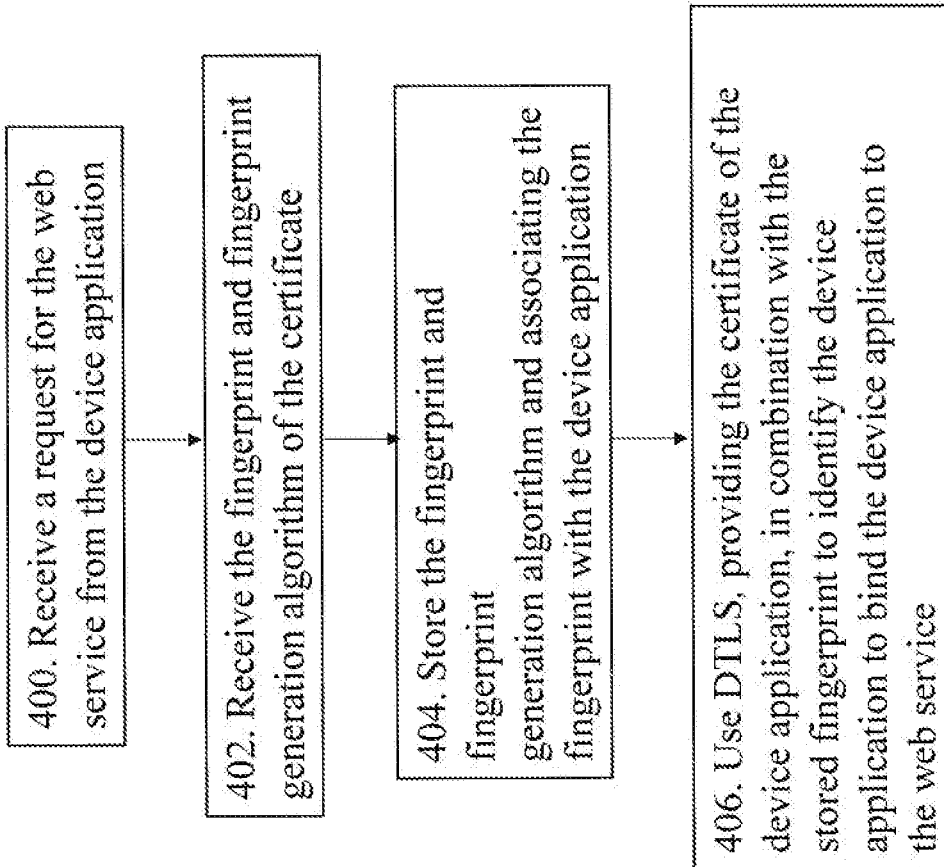 400. Receive a request for the web
service from the device application
402. Receive the fingerprint and fingerprint
generation algorithm of the certificate
404. Store the fingerprint and
fingerprint
generation algorithm and associating the
fingerprint with the device application
406. Use DTLS, providing the certificate of the
device application, in combination with the
stored fingerprint to identify the device
application to bind the device application to
the web service